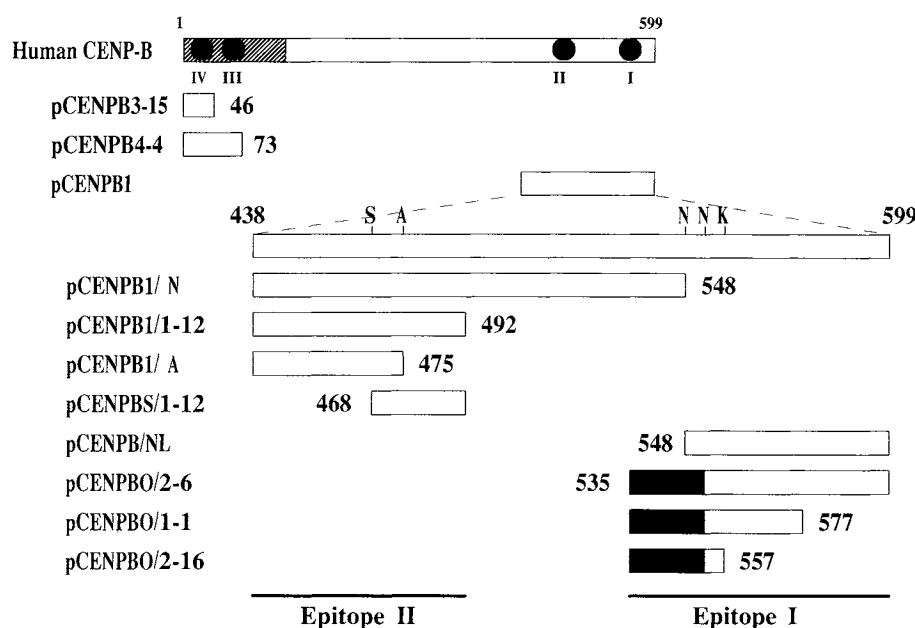 1 599
Human CENP-B
IV III II I
pCENPB3-15 46
pCENPB4-4 73
pCENPB1
438 S A N N K 599
pCENPB1/ N 548
pCENPB1/1-12 492
pCENPB1/ A 475
pCENPBS/1-12 468
pCENPB/NL 548
pCENPBO/2-6 535
pCENPBO/1-1 577
pCENPBO/2-16 557
Epitope II Epitope I